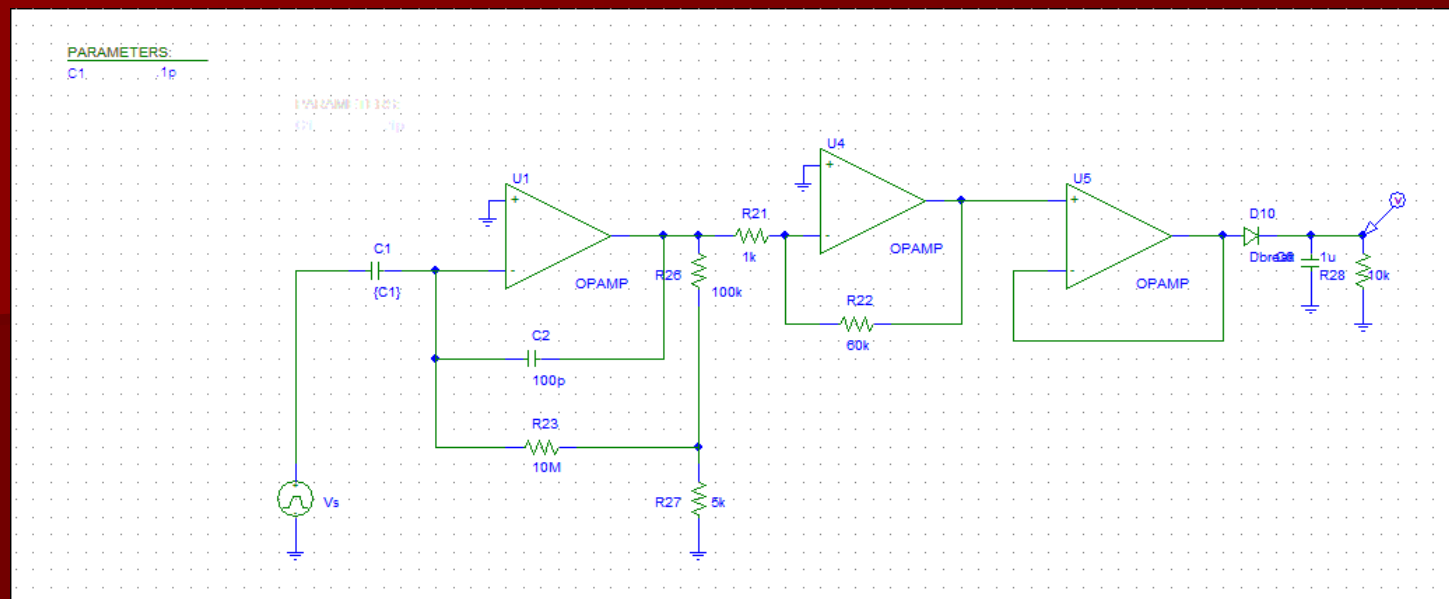 PARAMETERS:
C1 1p
U1
+
-
OPAMP
C1
{C1}
C2
100p
R23
10M
Vs
R26
100k
R27
5k
R21
1k
U4
+
-
OPAMP
R22
60k
U5
+
-
OPAMP
D10
Dbreak
1u
R28
10k
V